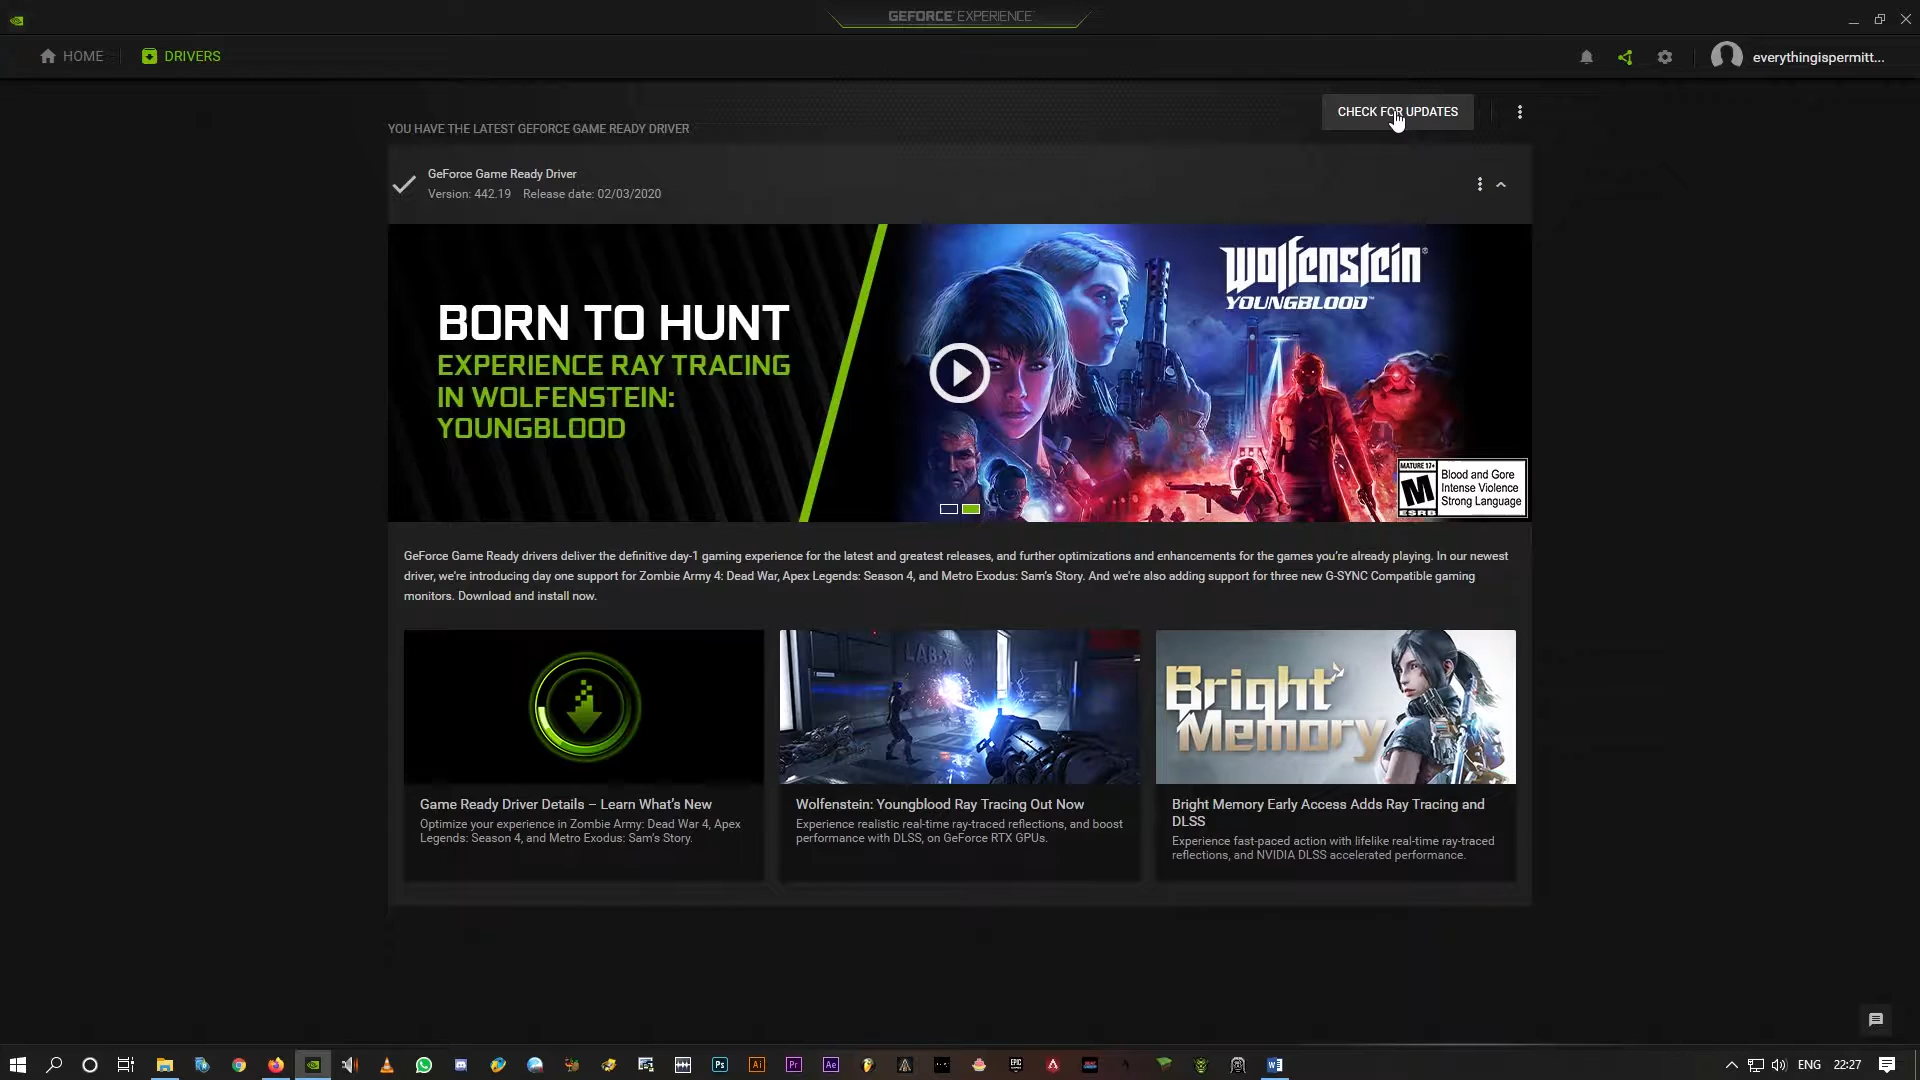 GEFORCE® EXPERIENCE
HOME
DRIVERS
everythingispermitt...
CHECK FOR UPDATES
YOU HAVE THE LATEST GEFORCE GAME READY DRIVER
GeForce Game Ready Driver
Version: 442.19 Release date: 02/03/2020
BORN TO HUNT
EXPERIENCE RAY TRACING
IN WOLFENSTEIN:
YOUNGBLOOD
Wolfenstein®
YOUNGBLOOD™
MATURE 17+
M
ESRB
Blood and Gore
Intense Violence
Strong Language
GeForce Game Ready drivers deliver the definitive day-1 gaming experience for the latest and greatest releases, and further optimizations and enhancements for the games you're already playing. In our newest
driver, we're introducing day one support for Zombie Army 4: Dead War, Apex Legends: Season 4, and Metro Exodus: Sam's Story. And we're also adding support for three new G-SYNC Compatible gaming
monitors. Download and install now.
LAB-X
Bright
Memory
Game Ready Driver Details – Learn What's New
Optimize your experience in Zombie Army: Dead War 4, Apex
Legends: Season 4, and Metro Exodus: Sam's Story.
Wolfenstein: Youngblood Ray Tracing Out Now
Experience realistic real-time ray-traced reflections, and boost
performance with DLSS, on GeForce RTX GPUs.
Bright Memory Early Access Adds Ray Tracing and
DLSS
Experience fast-paced action with lifelike real-time ray-traced
reflections, and NVIDIA DLSS accelerated performance.
Ps
Ai
Pr
Ae
EPIC
GAMES
W
ENG
22:27